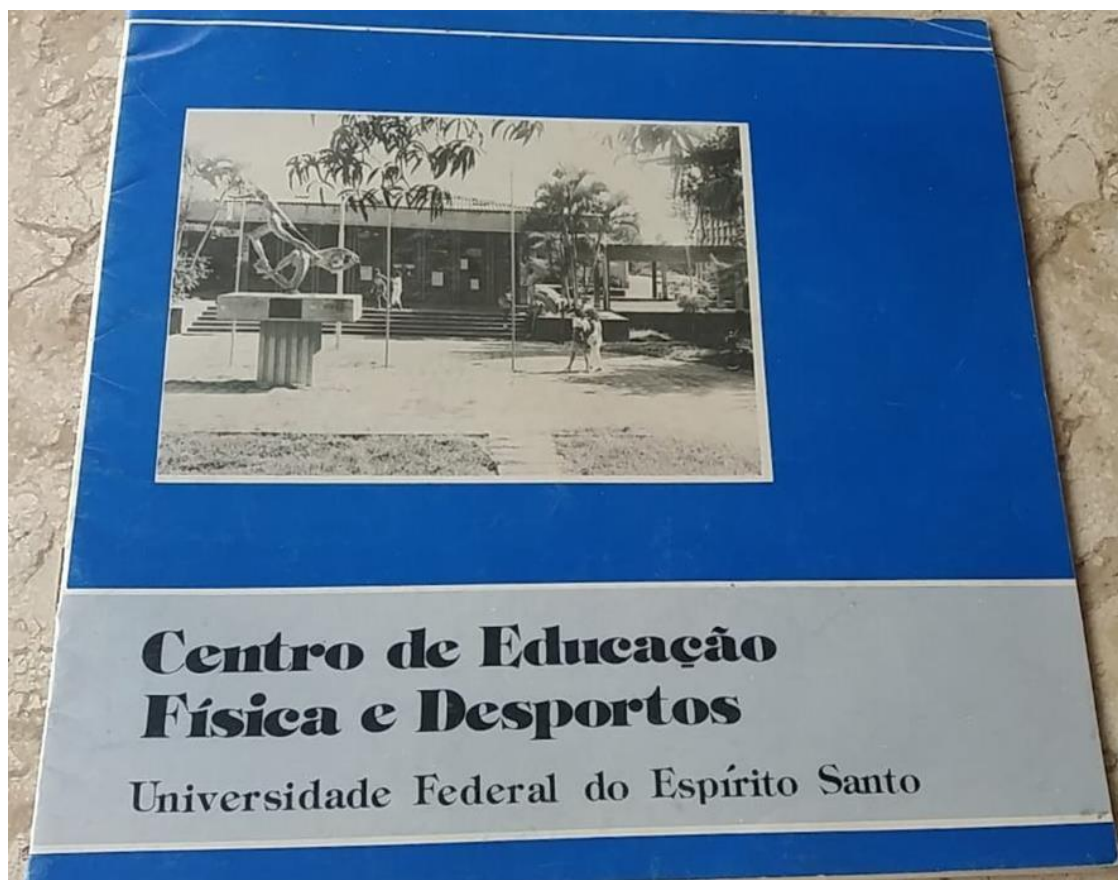 Centro de Educação
Física e Desportos
Universidade Federal do Espírito Santo